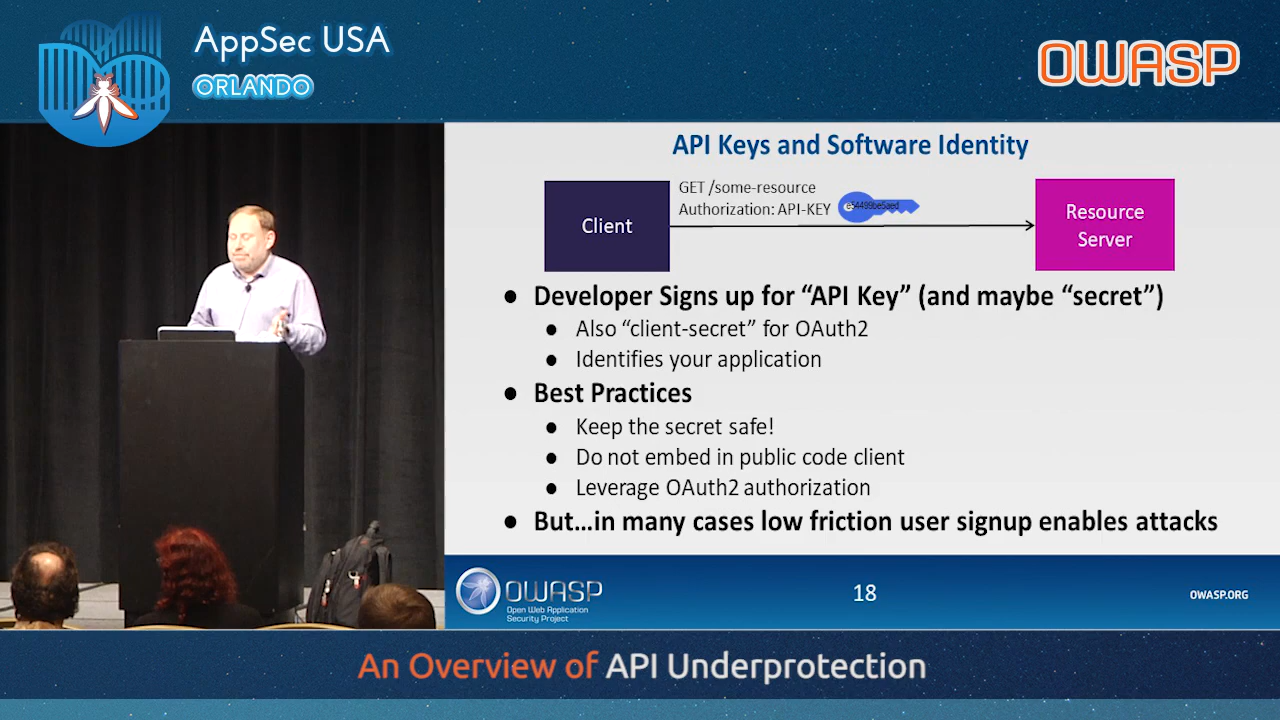 AppSec USA
ORLANDO
OWASP
API Keys and Software Identity
Client
GET /some-resource
Authorization: API-KEY
e54499be5aed
Resource
Server
● Developer Signs up for “API Key” (and maybe “secret”)
● Also “client-secret” for OAuth2
● Identifies your application
● Best Practices
● Keep the secret safe!
● Do not embed in public code client
● Leverage OAuth2 authorization
● But...in many cases low friction user signup enables attacks
OWASP
Open Web Application
Security Project
18
OWASP.ORG
An Overview of API Underprotection